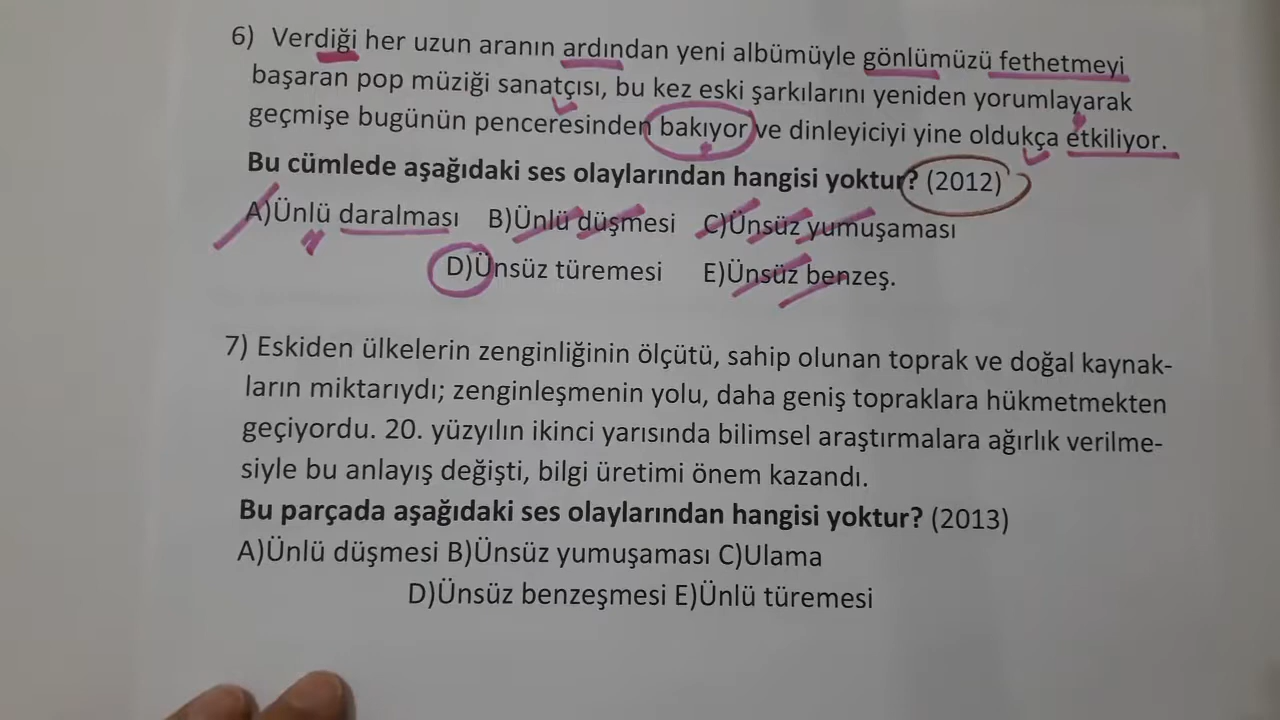 6) Verdiği her uzun aranın ardından yeni albümüyle gönlümüzü fethetmeyi
başaran pop müziği sanatçısı, bu kez eski şarkılarını yeniden yorumlayarak
geçmişe bugünün penceresinden bakıyor ve dinleyiciyi yine oldukça etkiliyor.
Bu cümlede aşağıdaki ses olaylarından hangisi yoktur? (2012)
A)Ünlü daralması B)Ünlü düşmesi C)Ünsüz yumuşaması
D)Ünsüz türemesi E)Ünsüz benzeş.
7) Eskiden ülkelerin zenginliğinin ölçütü, sahip olunan toprak ve doğal kaynak-
ların miktarıydı; zenginleşmenin yolu, daha geniş topraklara hükmetmekten
geçiyordu. 20. yüzyılın ikinci yarısında bilimsel araştırmalara ağırlık verilme-
siyle bu anlayış değişti, bilgi üretimi önem kazandı.
Bu parçada aşağıdaki ses olaylarından hangisi yoktur? (2013)
A)Ünlü düşmesi B)Ünsüz yumuşaması C)Ulama
D)Ünsüz benzeşmesi E)Ünlü türemesi